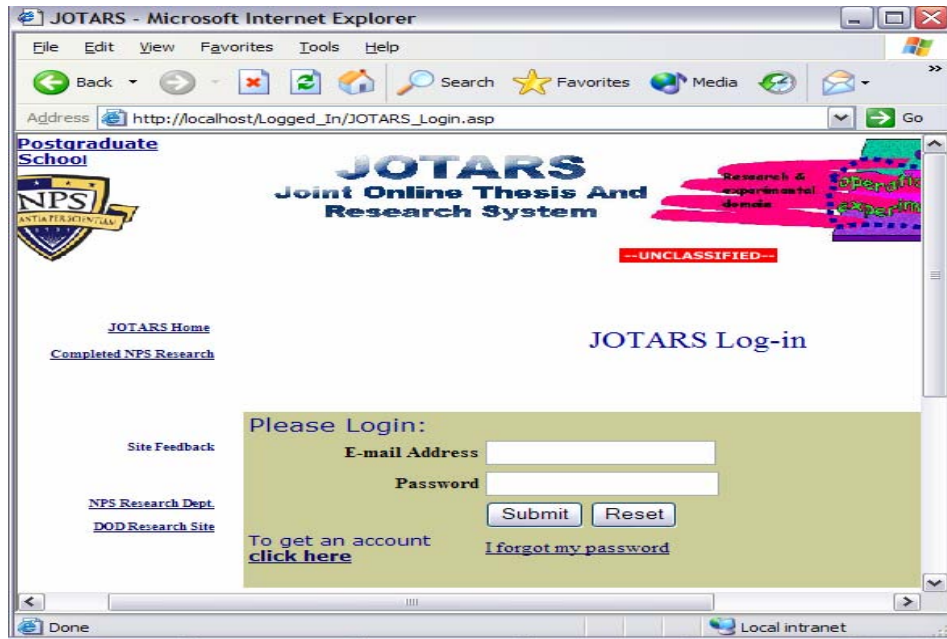 JOTARS - Microsoft Internet Explorer
File Edit View Favorites Tools Help
Back Search Favorites Media
Address http://localhost/Logged_In/JOTARS_Login.asp Go
Postgraduate
School
NPS
JOTARS
Joint Online Thesis And
Research System
Research &
experimental
domain
--UNCLASSIFIED--
JOTARS Home
Completed NPS Research
JOTARS Log-in
Please Login:
Site Feedback
E-mail Address
Password
NPS Research Dept.
DOD Research Site
Submit Reset
To get an account
click here
I forgot my password
Done Local intranet